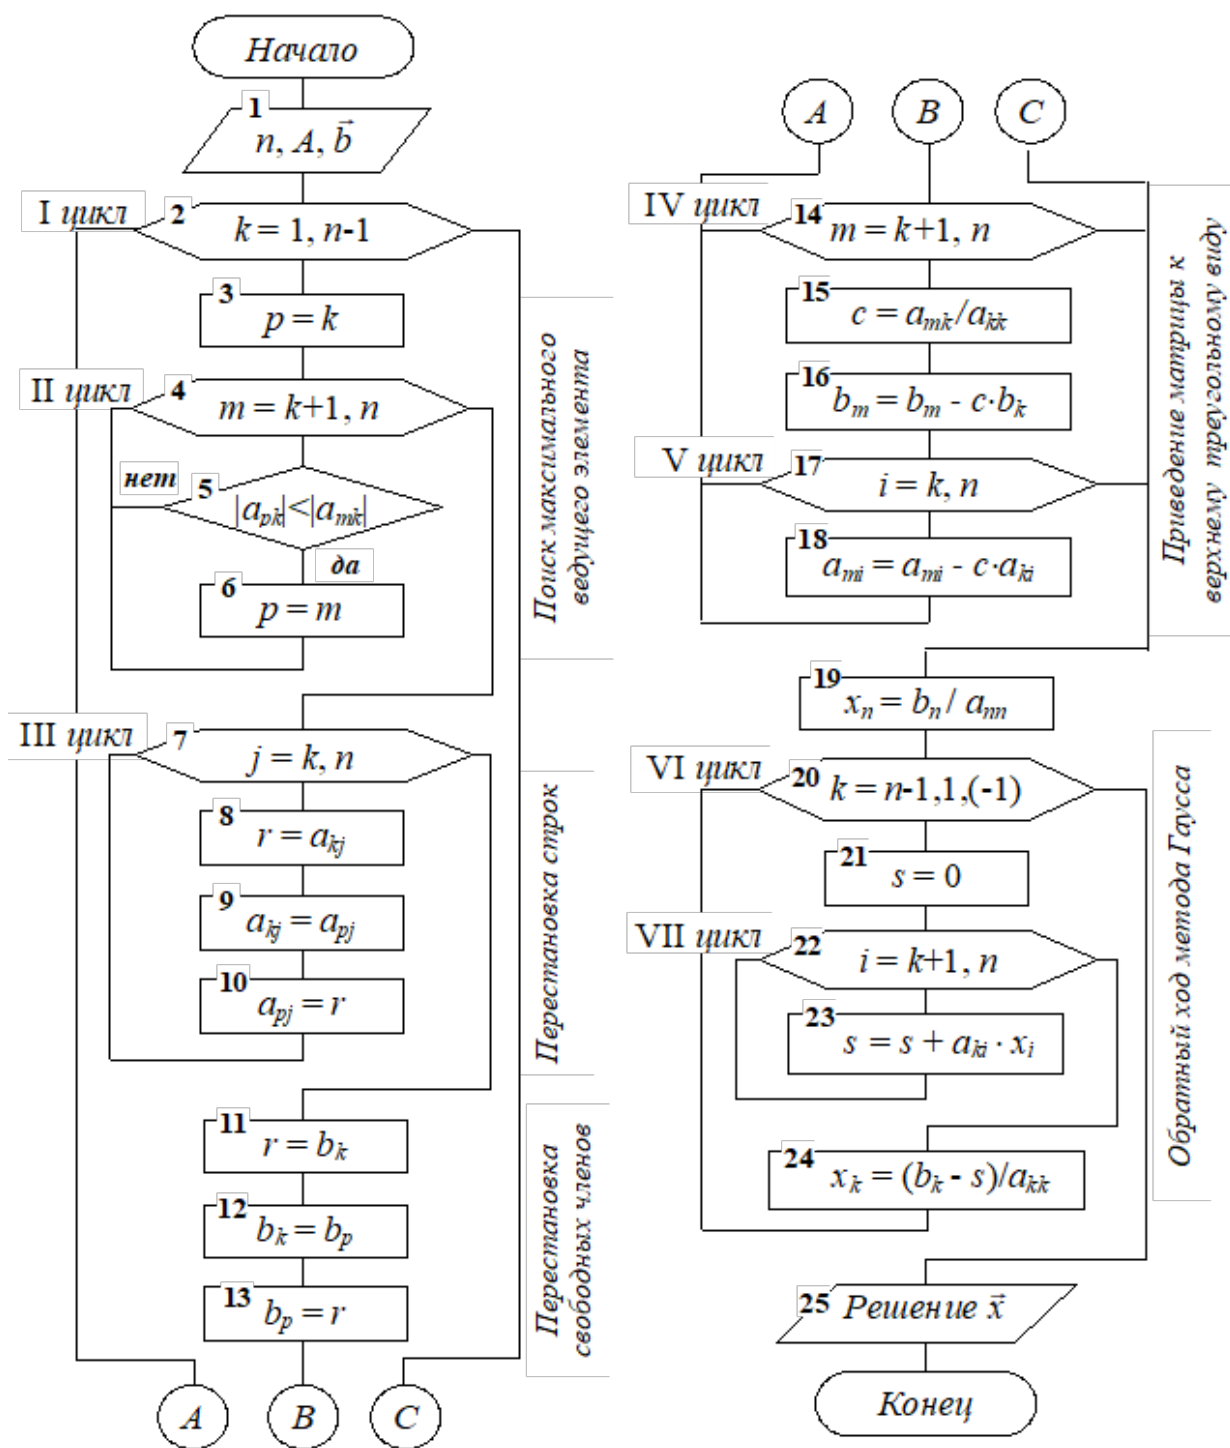 Начало
1
n, A, b⃗
I цикл
2
k = 1, n-1
3
p = k
II цикл
4
m = k+1, n
нет
5
|aₚₖ|<|aₘₖ|
да
6
p = m
Поиск максимального
ведущего элемента
III цикл
7
j = k, n
8
r = aₖⱼ
9
aₖⱼ = aₚⱼ
10
aₚⱼ = r
Перестановка строк
11
r = bₖ
12
bₖ = bₚ
13
bₚ = r
Перестановка
свободных членов
A
B
C
A
B
C
IV цикл
14
m = k+1, n
15
c = aₘₖ/aₖₖ
16
bₘ = bₘ - c·bₖ
V цикл
17
i = k, n
18
aₘᵢ = aₘᵢ - c·aₖᵢ
Приведение матрицы к
верхнему треугольному виду
19
xₙ = bₙ / aₙₙ
VI цикл
20
k = n-1,1,(-1)
21
s = 0
VII цикл
22
i = k+1, n
23
s = s + aₖᵢ · xᵢ
24
xₖ = (bₖ - s)/aₖₖ
Обратный ход метода Гаусса
25
Решение x⃗
Конец